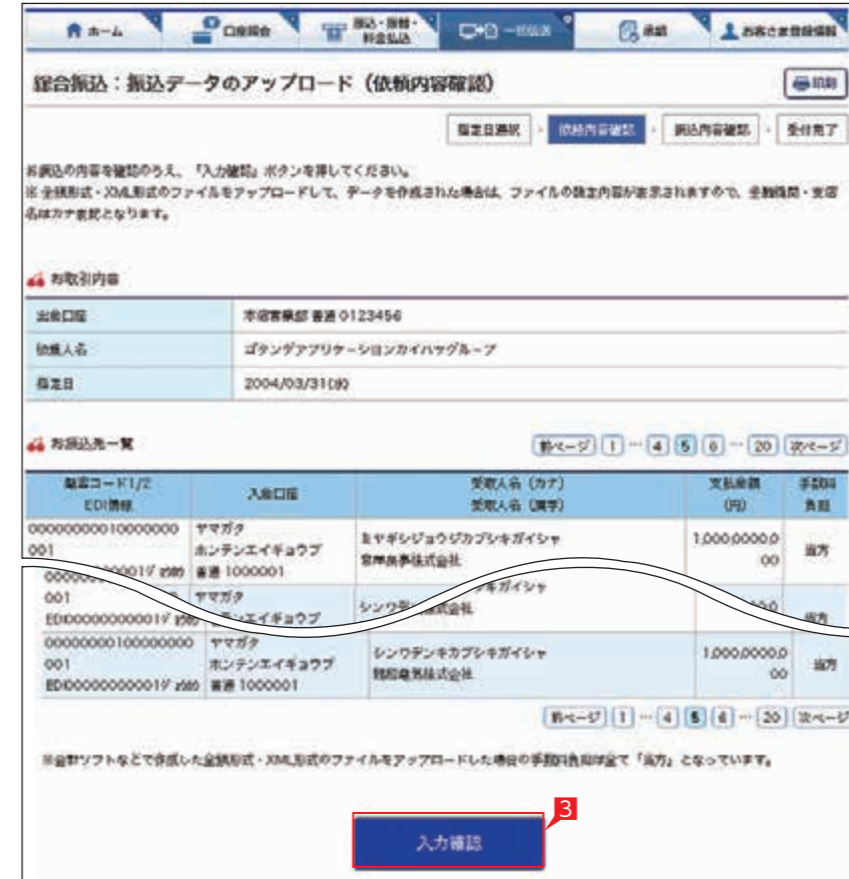 ホーム
口座照会
振込・振替・
料金払込
一括伝送
承認
お客さま登録情報
総合振込：振込データのアップロード（依頼内容確認）
印刷
指定日選択
依頼内容確認
振込内容確認
受付完了
お振込の内容を確認のうえ、「入力確認」ボタンを押してください。
※ 全銀形式・XML形式のファイルをアップロードして、データを作成された場合は、ファイルの設定内容が表示されますので、金融機関・支店
名はカナ表記となります。
お取引内容
出金口座 本店営業部 普通 0123456
依頼人名 ゴタンダアプリケーションカイハツグループ
指定日 2004/03/31(水)
お振込先一覧
前ページ 1 … 4 5 6 … 20 次ページ
顧客コード1/2
EDI情報
入金口座
受取人名（カナ）
受取人名（漢字）
支払金額
（円）
手数料
負担
00000000010000000
001
ヤマガタ
ホンテンエイギョウブ
普通 1000001
ミヤギシジョウジカブシキガイシャ
1,000,0000,0
00
当方
001
ヤマガタ
シキガイシャ
当方
00000000100000000
001
ヤマガタ
ホンテンエイギョウブ
普通 1000001
シンワデンキカブシキガイシャ
1,000,0000,0
00
当方
前ページ 1 … 4 5 6 … 20 次ページ
※会計ソフトなどで作成した全銀形式・XML形式のファイルをアップロードした場合の手数料負担は全て「当方」となっています。
3
入力確認